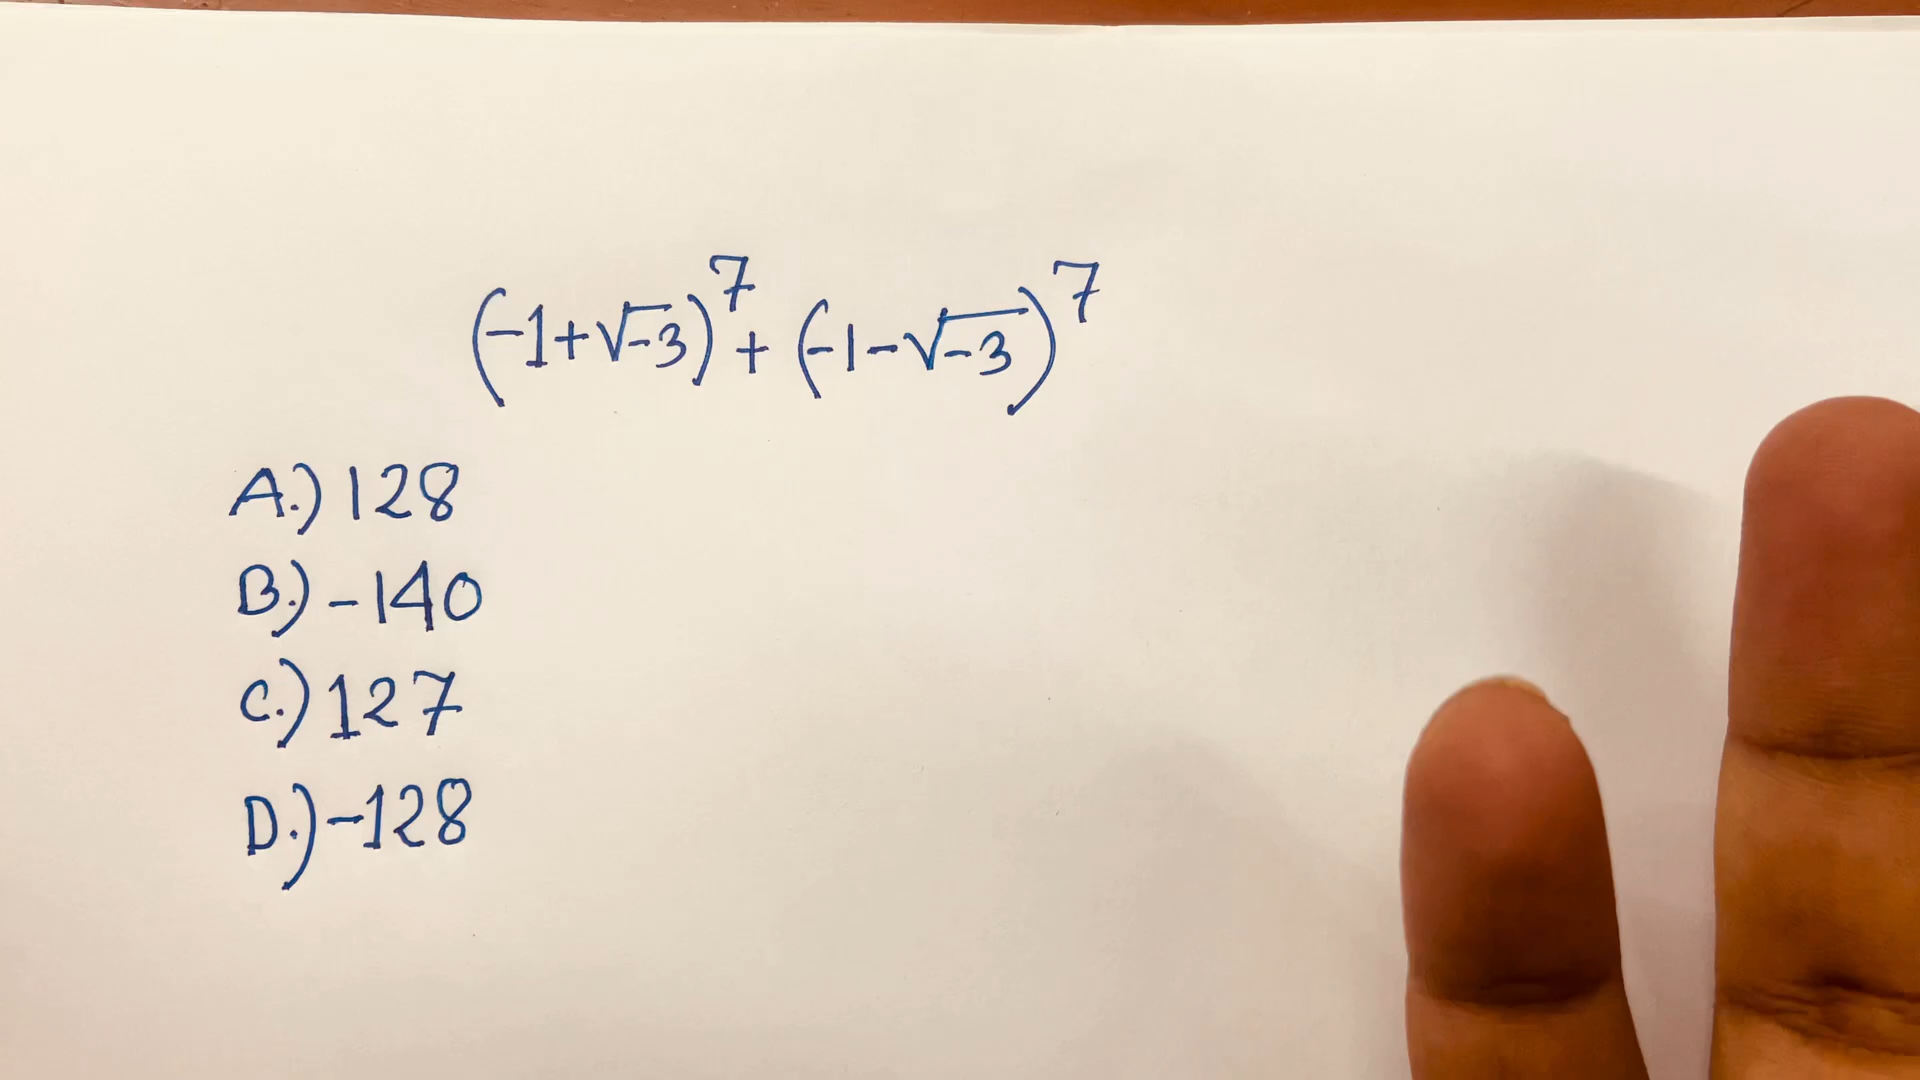 (-1+√-3)⁷ + (-1-√-3)⁷
A.) 128
B.) -140
C.) 127
D.) -128